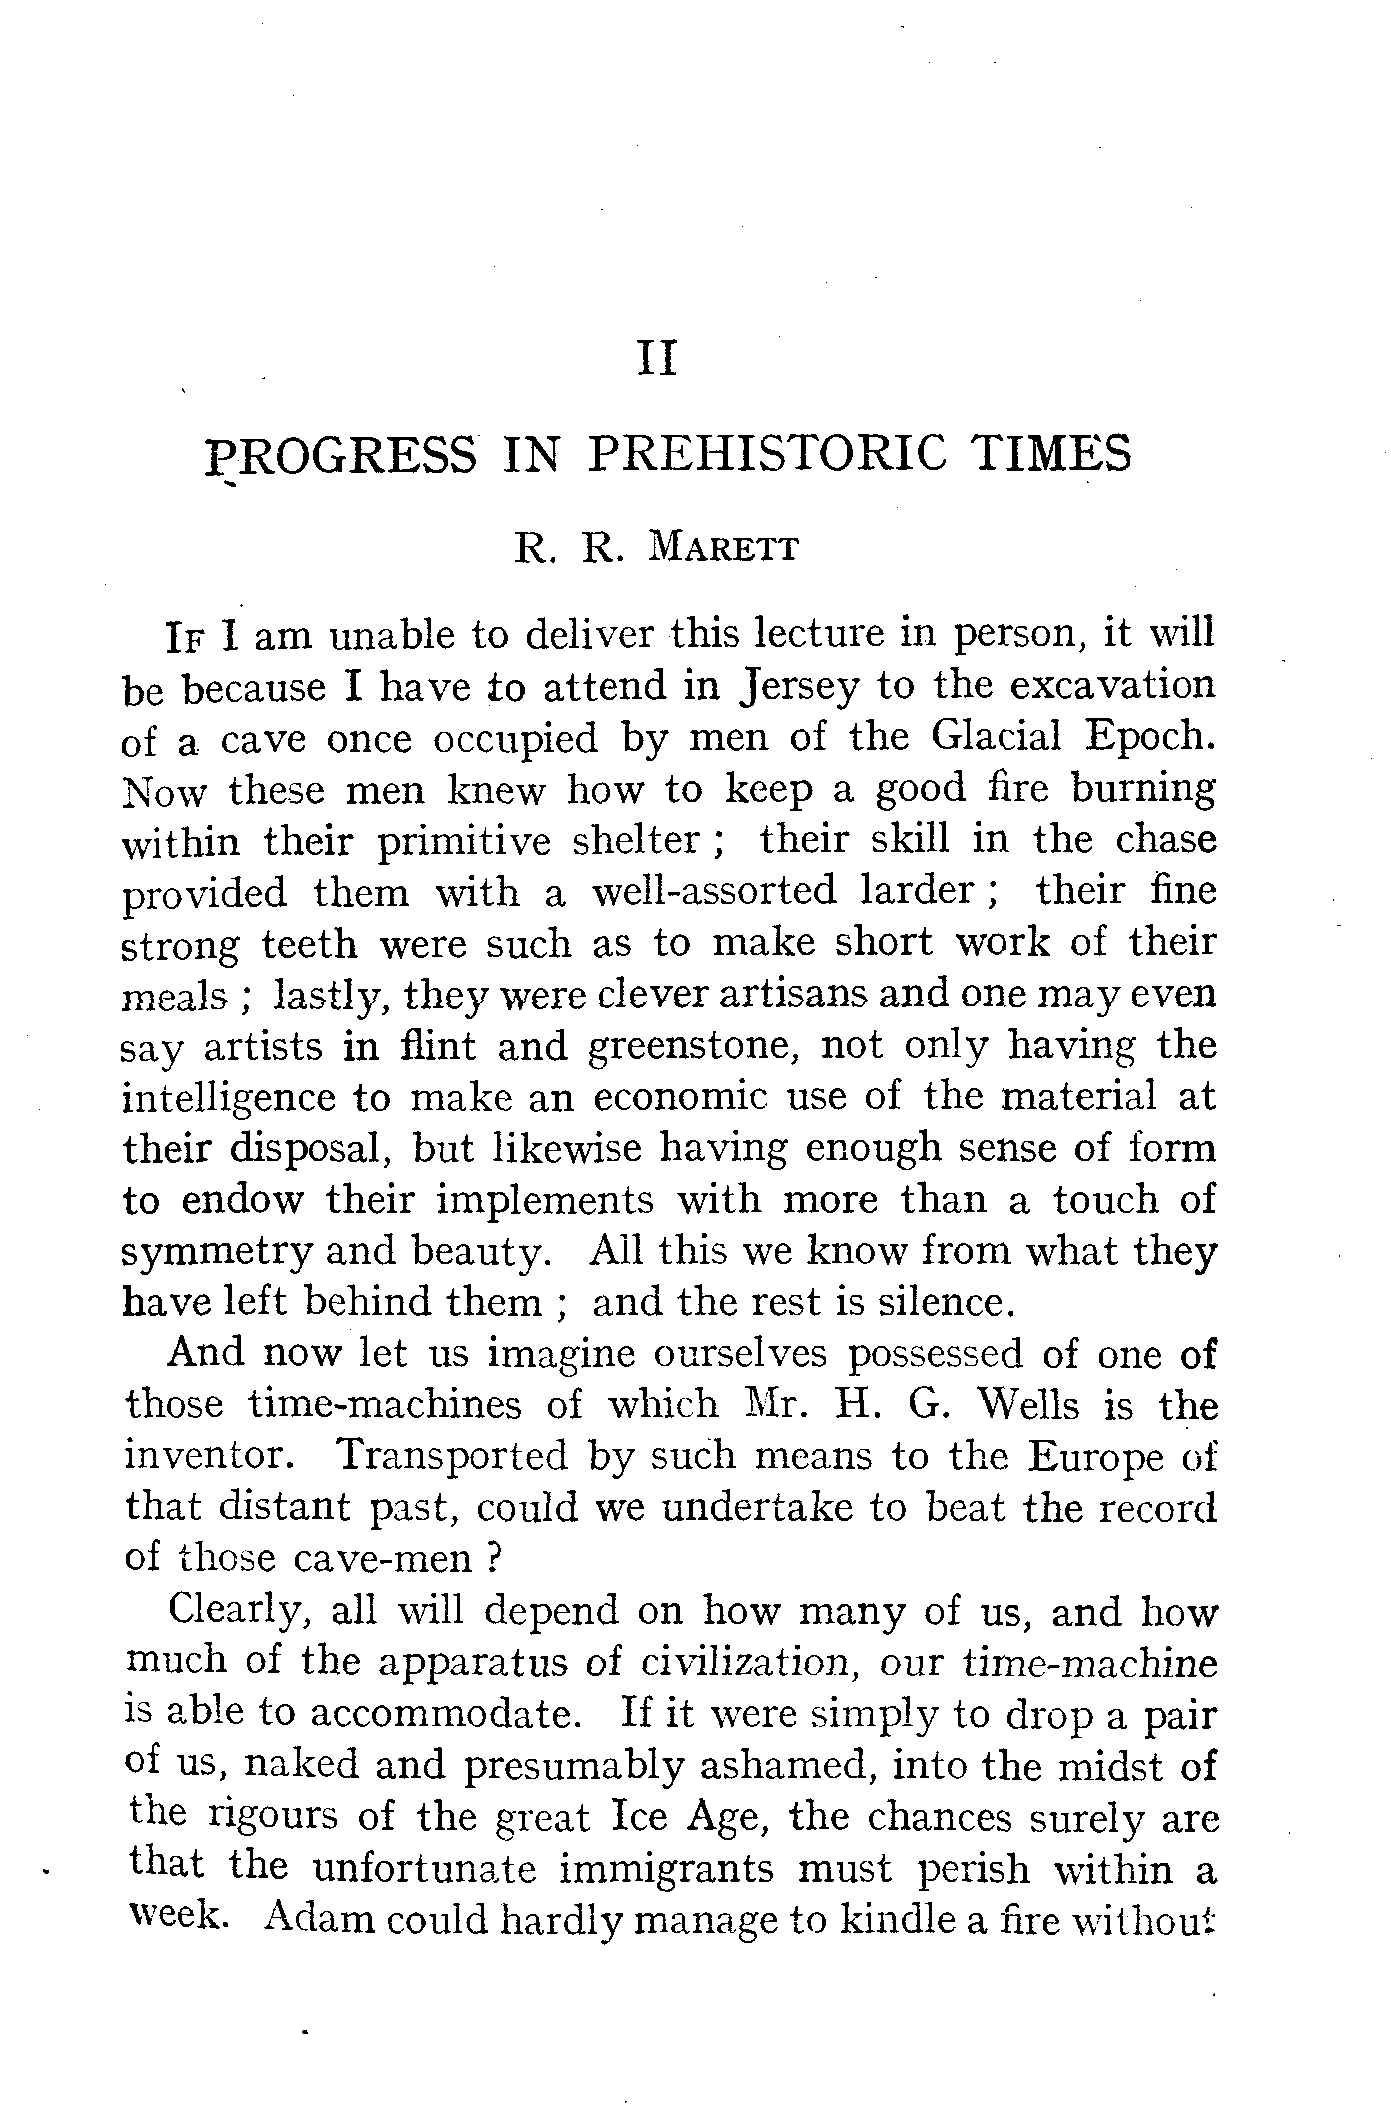 II
PROGRESS IN PREHISTORIC TIMES
R. R. MARETT
IF I am unable to deliver this lecture in person, it will
be because I have to attend in Jersey to the excavation
of a cave once occupied by men of the Glacial Epoch.
Now these men knew how to keep a good fire burning
within their primitive shelter ; their skill in the chase
provided them with a well-assorted larder ; their fine
strong teeth were such as to make short work of their
meals ; lastly, they were clever artisans and one may even
say artists in flint and greenstone, not only having the
intelligence to make an economic use of the material at
their disposal, but likewise having enough sense of form
to endow their implements with more than a touch of
symmetry and beauty. All this we know from what they
have left behind them ; and the rest is silence.
And now let us imagine ourselves possessed of one of
those time-machines of which Mr. H. G. Wells is the
inventor. Transported by such means to the Europe of
that distant past, could we undertake to beat the record
of those cave-men ?
Clearly, all will depend on how many of us, and how
much of the apparatus of civilization, our time-machine
is able to accommodate. If it were simply to drop a pair
of us, naked and presumably ashamed, into the midst of
the rigours of the great Ice Age, the chances surely are
that the unfortunate immigrants must perish within a
week. Adam could hardly manage to kindle a fire without